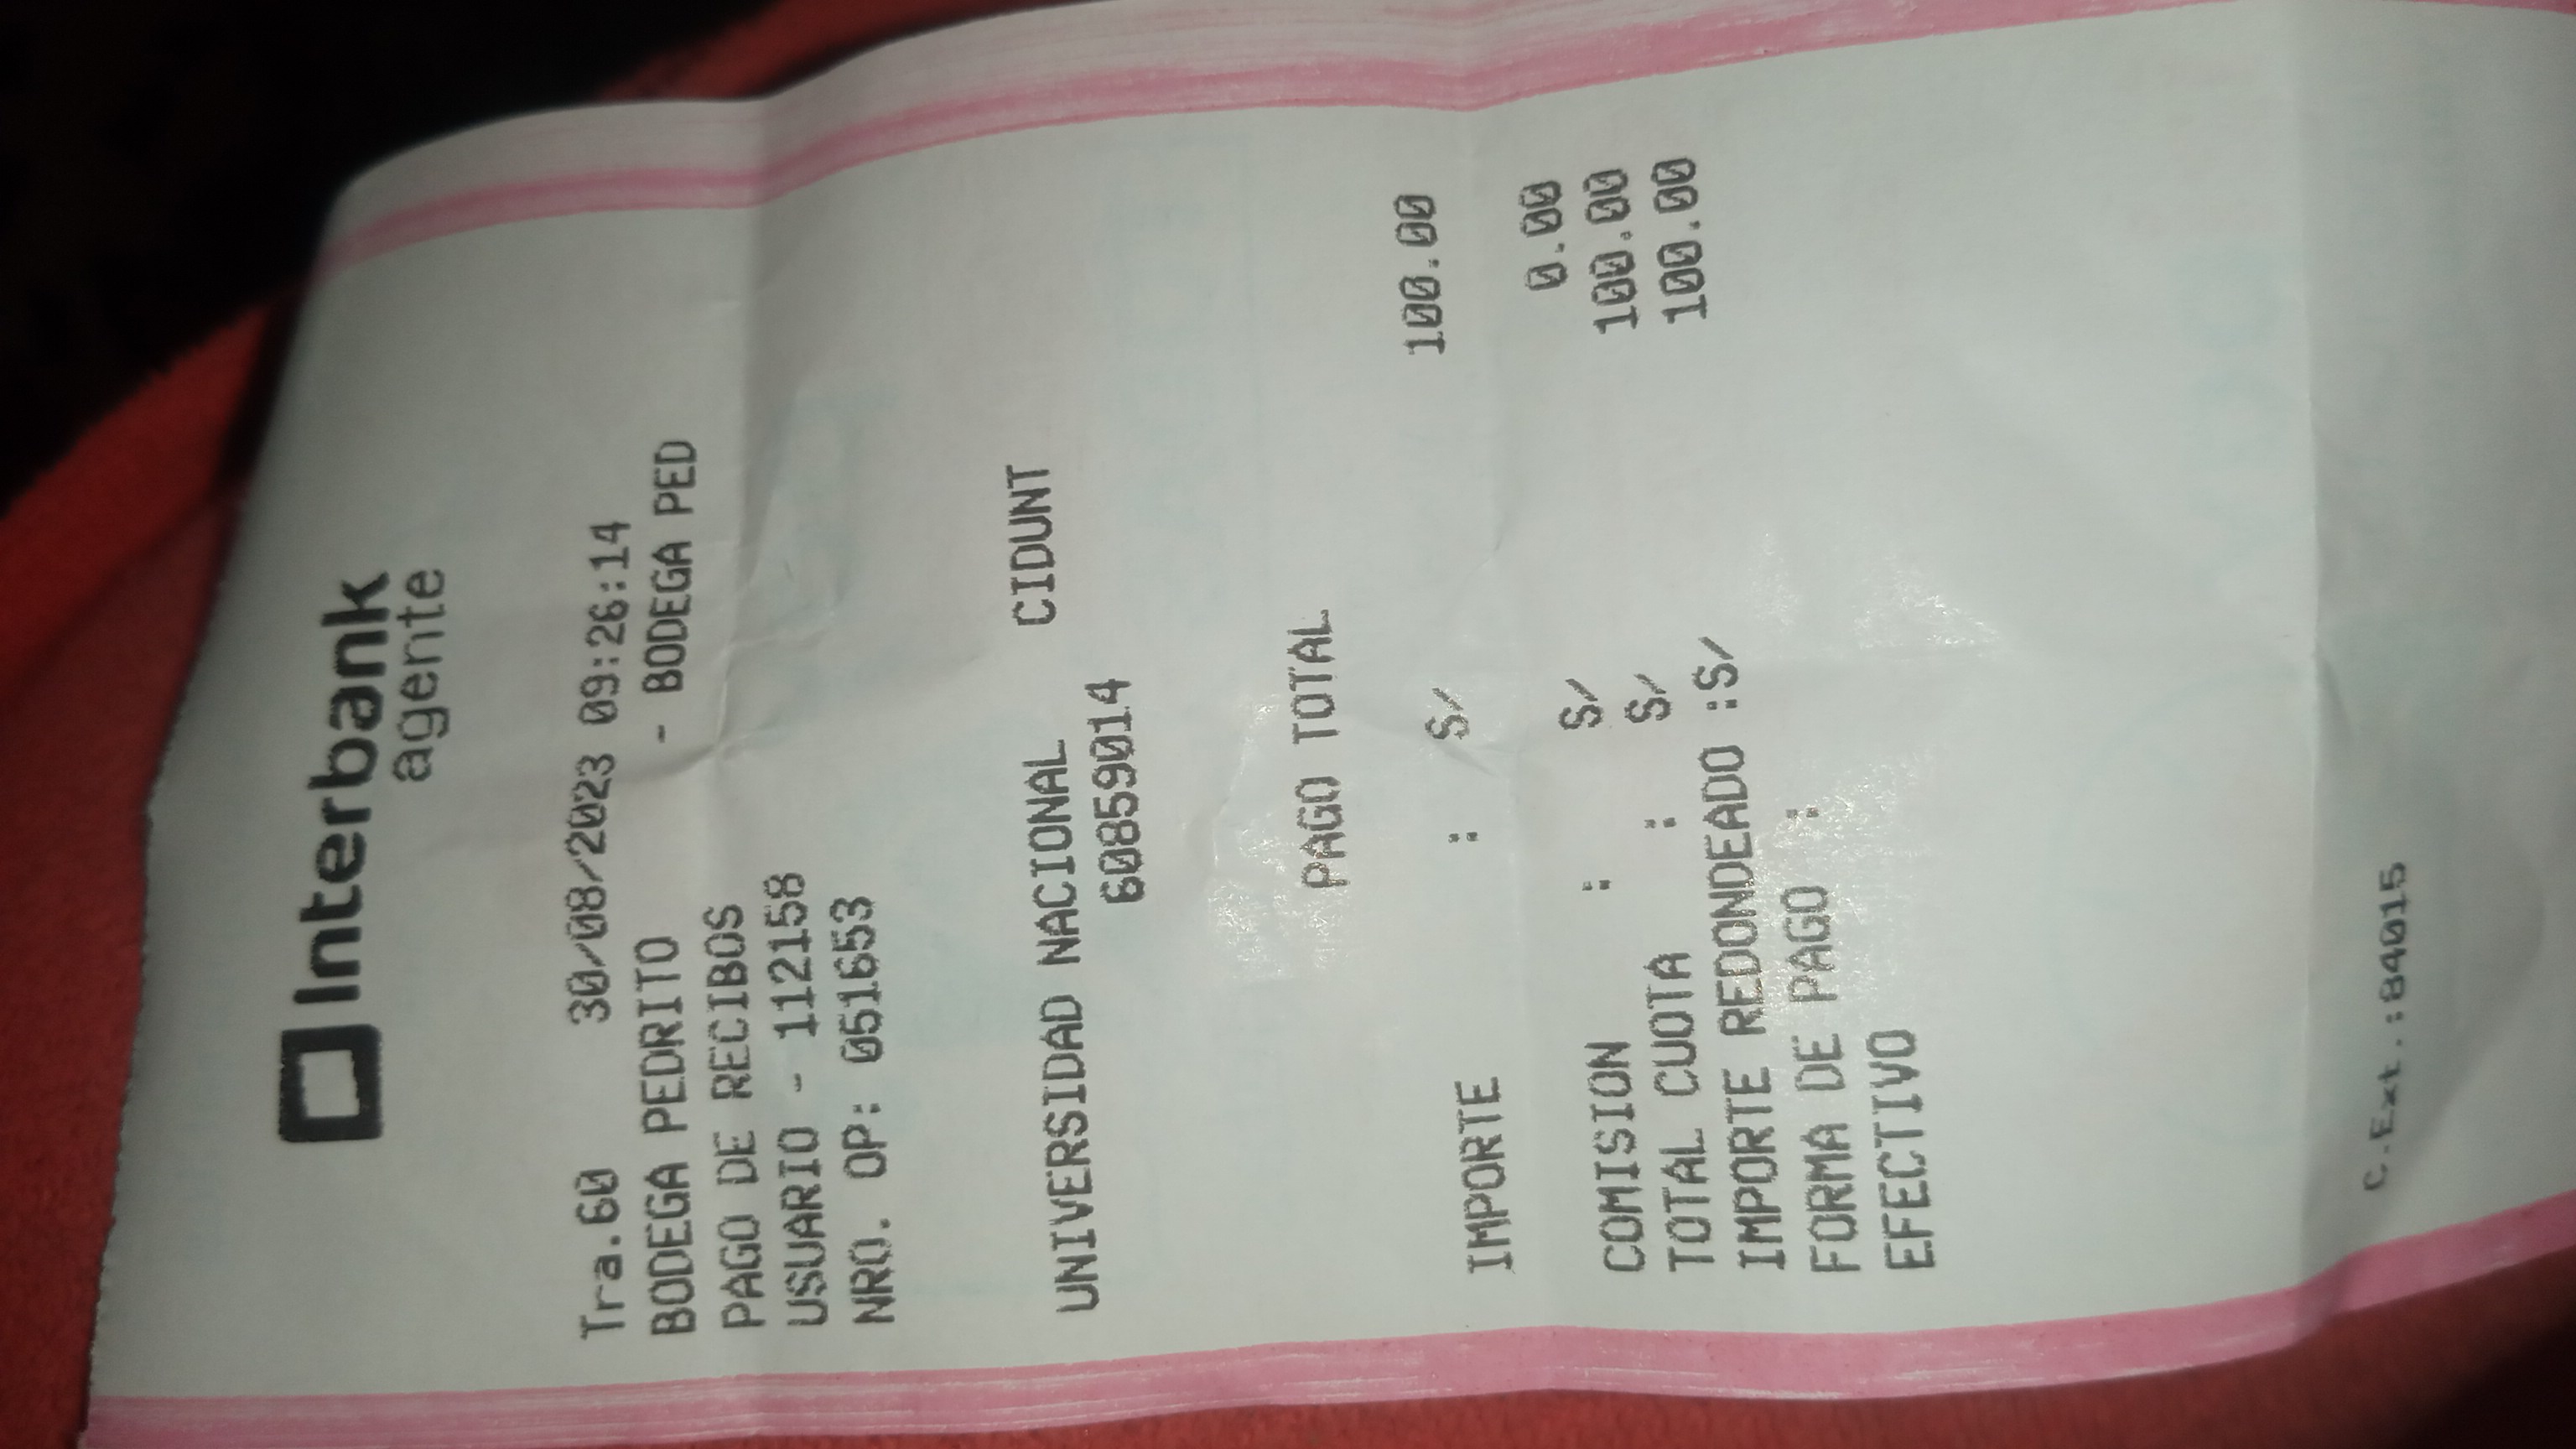 Interbank
agente
Tra.60 30/08/2023 09:26:14
BODEGA PEDRITO - BODEGA PED
PAGO DE RECIBOS
USUARIO - 112158
NRO. OP: 051653
UNIVERSIDAD NACIONAL CIDUNT
60859014
PAGO TOTAL
IMPORTE : S/ 100.00
COMISION : S/ 0.00
TOTAL CUOTA : S/ 100.00
IMPORTE REDONDEADO :S/ 100.00
FORMA DE PAGO :
EFECTIVO
C.Ext.:84015